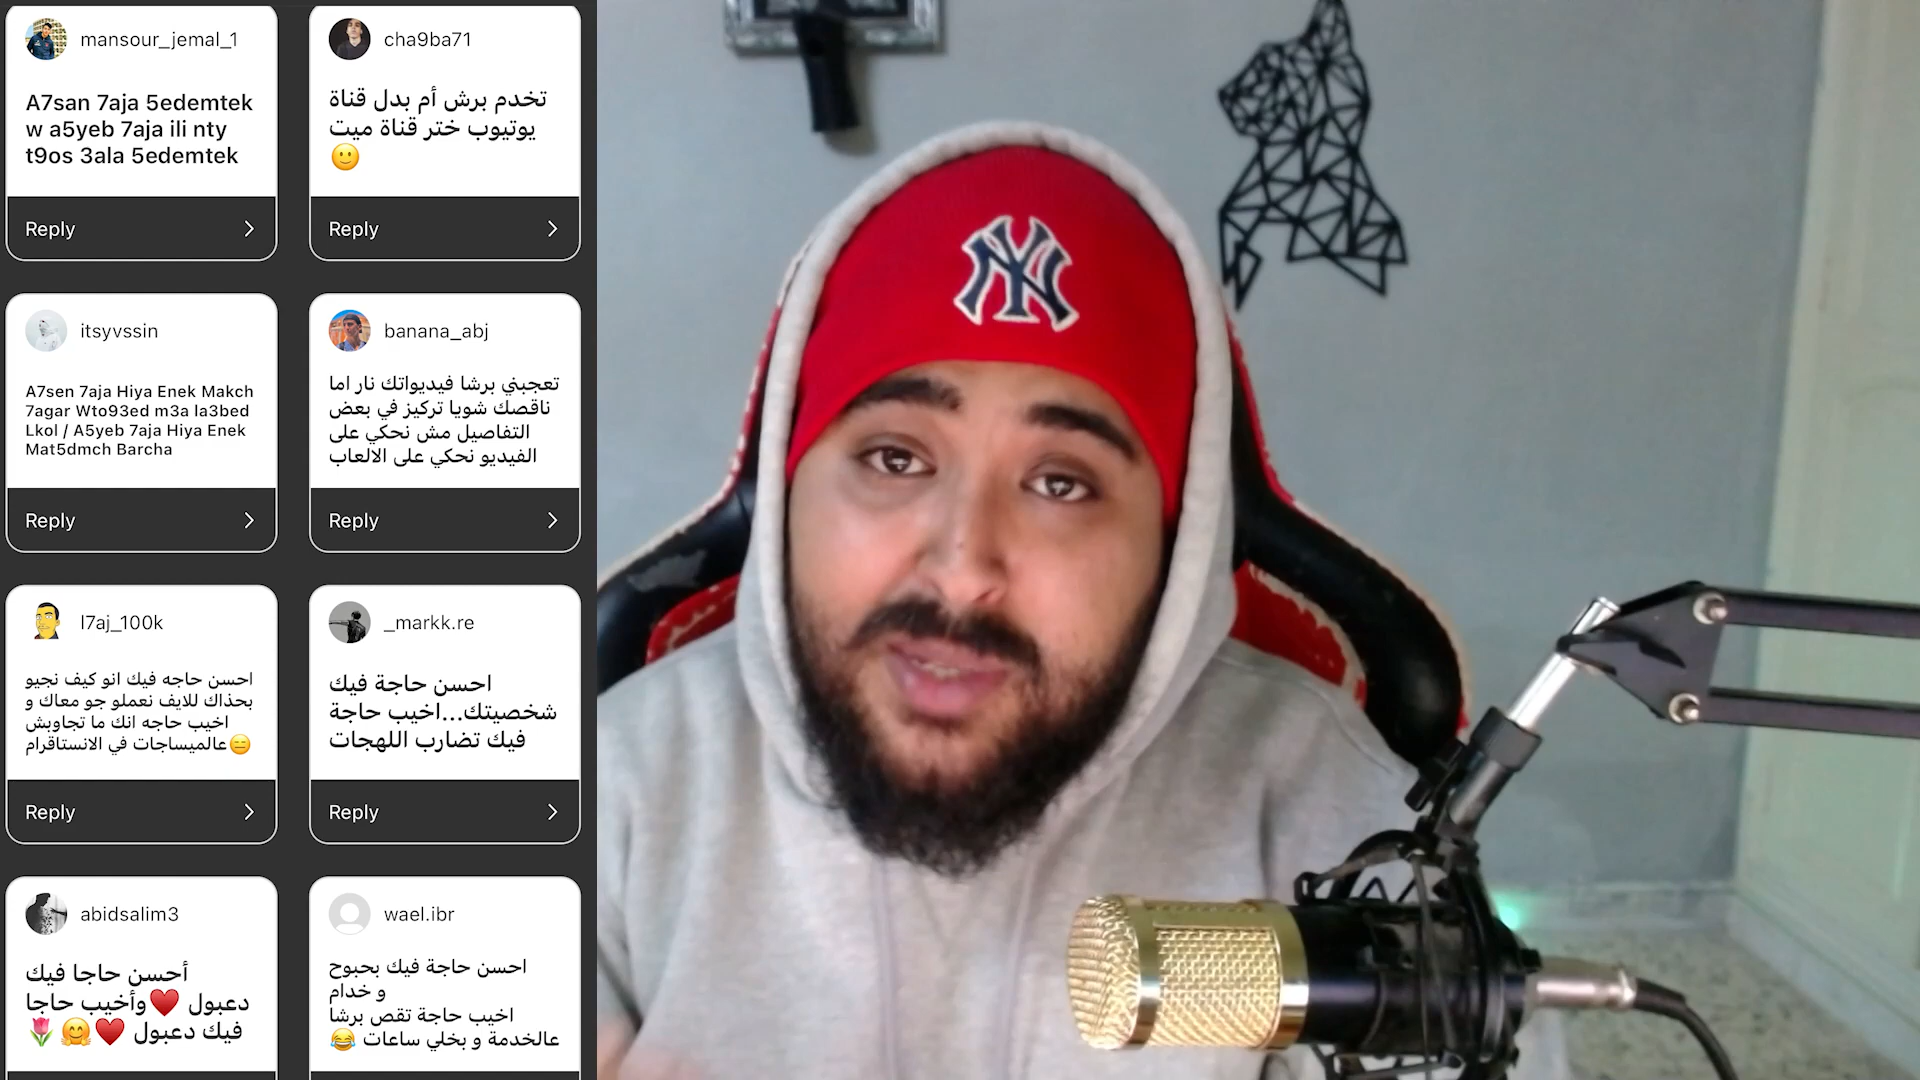 mansour_jemal_1
A7san 7aja 5edemtek
w a5yeb 7aja ili nty
t9os 3ala 5edemtek
Reply
cha9ba71
تخدم برش أم بدل قناة
يوتيوب ختر قناة ميت
🙂
Reply
itsyvssin
A7sen 7aja Hiya Enek Makch
7agar Wto93ed m3a la3bed
Lkol / A5yeb 7aja Hiya Enek
Mat5dmch Barcha
Reply
banana_abj
تعجبني برشا فيديواتك نار اما
ناقصك شويا تركيز في بعض
التفاصيل مش نحكي على
الفيديو نحكي على الالعاب
Reply
l7aj_100k
احسن حاجه فيك انو كيف نجيو
بحذاك للايف نعملو جو معاك و
اخيب حاجه انك ما تجاوبش
عالميساجات في الانستاقرام😑
Reply
_markk.re
احسن حاجة فيك
شخصيتك...اخيب حاجة
فيك تضارب اللهجات
Reply
abidsalim3
أحسن حاجا فيك
دعبول ❤️وأخيب حاجا
فيك دعبول ❤️🤗🌷
wael.ibr
احسن حاجة فيك بحبوح
و خدام
اخيب حاجة تقص برشا
عالخدمة و بخلي ساعات 😂
NY